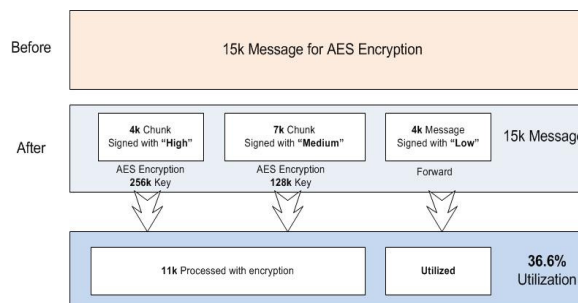 Before
15k Message for AES Encryption
After
4k Chunk
Signed with "High"
7k Chunk
Signed with "Medium"
4k Message
Signed with "Low"
15k Message
AES Encryption
256k Key
AES Encryption
128k Key
Forward
11k Processed with encryption
Utilized
36.6%
Utilization